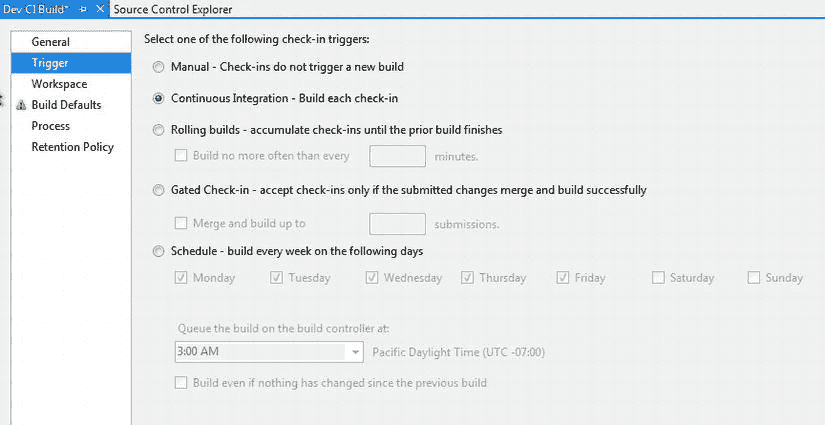 Dev CI Build* Source Control Explorer
General
Trigger
Workspace
Build Defaults
Process
Retention Policy
Select one of the following check-in triggers:
Manual - Check-ins do not trigger a new build
Continuous Integration - Build each check-in
Rolling builds - accumulate check-ins until the prior build finishes
Build no more often than every minutes.
Gated Check-in - accept check-ins only if the submitted changes merge and build successfully
Merge and build up to submissions.
Schedule - build every week on the following days
Monday Tuesday Wednesday Thursday Friday Saturday Sunday
Queue the build on the build controller at:
3:00 AM Pacific Daylight Time (UTC -07:00)
Build even if nothing has changed since the previous build